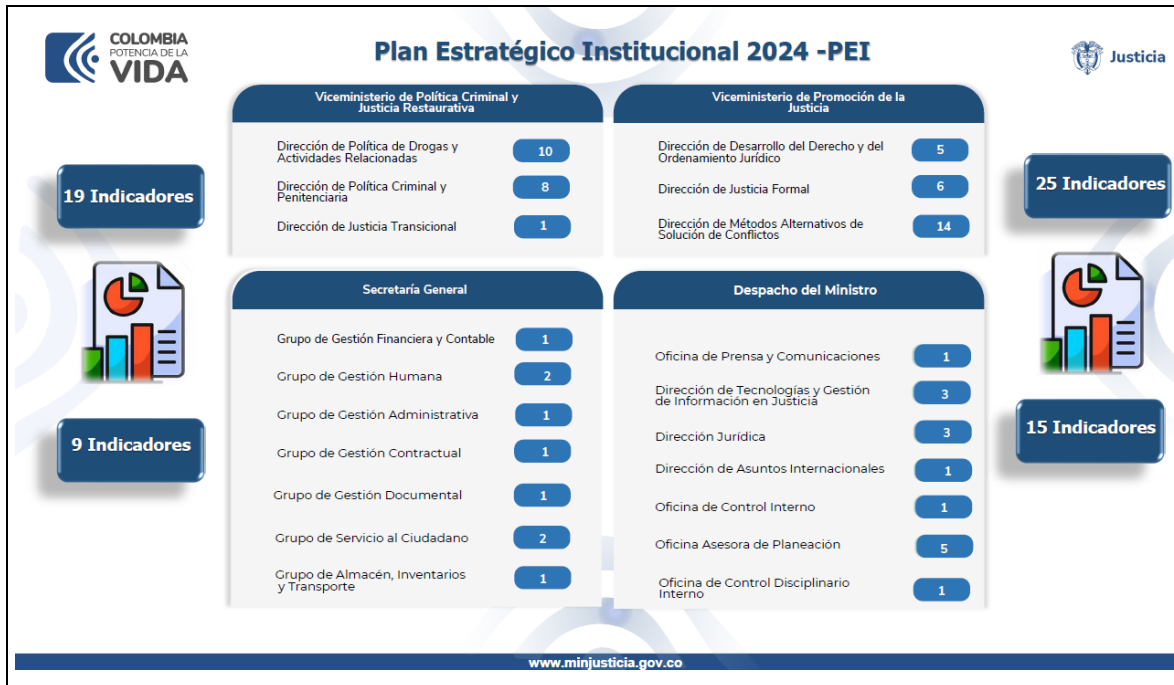 COLOMBIA
POTENCIA DE LA
VIDA
Plan Estratégico Institucional 2024 -PEI
Justicia
Viceministerio de Política Criminal y
Justicia Restaurativa
Dirección de Política de Drogas y
Actividades Relacionadas
10
Dirección de Política Criminal y
Penitenciaria
8
Dirección de Justicia Transicional
1
19 Indicadores
Viceministerio de Promoción de la
Justicia
Dirección de Desarrollo del Derecho y del
Ordenamiento Jurídico
5
Dirección de Justicia Formal
6
Dirección de Métodos Alternativos de
Solución de Conflictos
14
25 Indicadores
Secretaría General
Grupo de Gestión Financiera y Contable
1
Grupo de Gestión Humana
2
Grupo de Gestión Administrativa
1
Grupo de Gestión Contractual
1
Grupo de Gestión Documental
1
Grupo de Servicio al Ciudadano
2
Grupo de Almacén, Inventarios
y Transporte
1
9 Indicadores
Despacho del Ministro
Oficina de Prensa y Comunicaciones
1
Dirección de Tecnologías y Gestión
de Información en Justicia
3
Dirección Jurídica
3
Dirección de Asuntos Internacionales
1
Oficina de Control Interno
1
Oficina Asesora de Planeación
5
Oficina de Control Disciplinario
Interno
1
15 Indicadores
www.minjusticia.gov.co